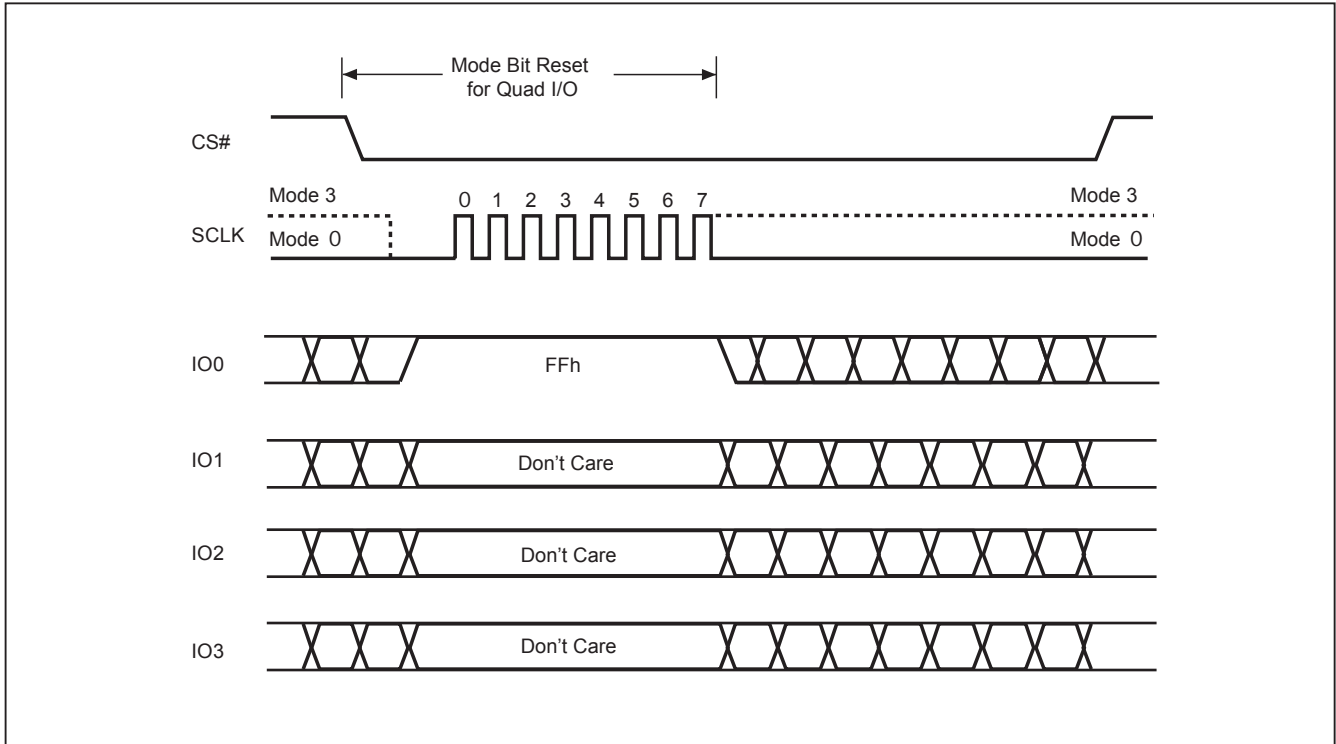 Mode Bit Reset
for Quad I/O
CS#
Mode 3
0 1 2 3 4 5 6 7
Mode 3
SCLK
Mode 0
Mode 0
IO0
FFh
IO1
Don't Care
IO2
Don't Care
IO3
Don't Care